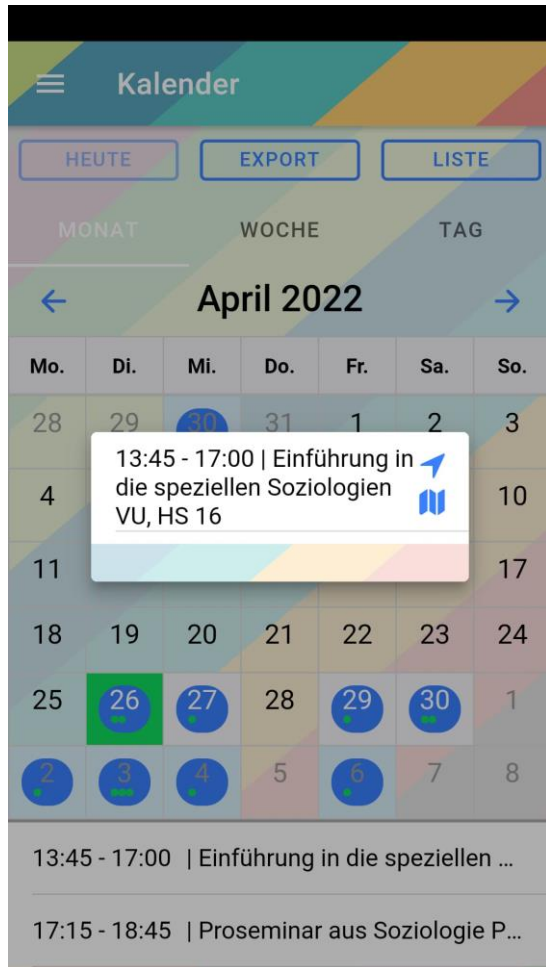 Kalender
HEUTE EXPORT LISTE
MONAT WOCHE TAG
April 2022
Mo. Di. Mi. Do. Fr. Sa. So.
28 29 30 31 1 2 3
13:45 - 17:00 | Einführung in
die speziellen Soziologien
VU, HS 16
4 10
11 17
18 19 20 21 22 23 24
25 26 27 28 29 30 1
2 3 4 5 6 7 8
13:45 - 17:00 | Einführung in die speziellen ...
17:15 - 18:45 | Proseminar aus Soziologie P...